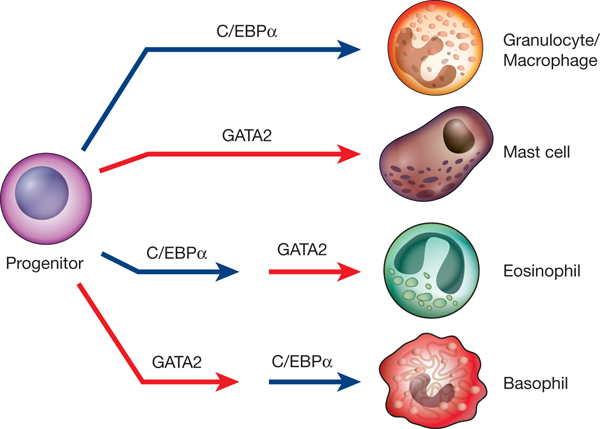 C/EBPα
Granulocyte/
Macrophage
GATA2
Mast cell
Progenitor
C/EBPα
GATA2
Eosinophil
GATA2
C/EBPα
Basophil